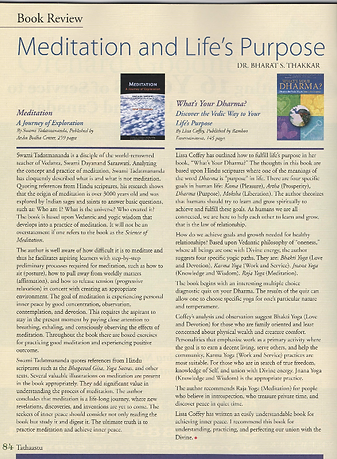 Book Review
Meditation and Life's Purpose
DR. BHARAT S. THAKKAR
MEDITATION
WHAT'S YOUR
DHARMA?
Meditation
A Journey of Exploration
By Swami Tadatmananda, Published by
Arsha Bodha Center, 259 pages
Swami Tadatmananda is a disciple of the world-renowned
teacher of Vedanta, Swami Dayanand Saraswati. Analyzing
the concept and practice of meditation, Swami Tadatmananda
has eloquently described what is and what is not meditation.
Quoting references from Hindu scriptures, his research shows
that the origin of meditation is over 5000 years old and was
explored by Indian sages and saints to answer basic questions,
such as: Who am I? What is the universe? Who created it?
The book is based upon Vedantic and yogic wisdom that
develops into a practice of meditation. It will not be an
overstatement if one refers to the book as the Science of
Meditation.
The author is well aware of how difficult it is to meditate and
thus he facilitates aspiring learners with step-by-step
preliminary processes required for meditation, such as how to
sit (posture), how to pull away from worldly matters
(affirmation), and how to release tension (progressive
relaxation) in concert with creating an appropriate
environment. The goal of meditation is experiencing personal
inner peace by good concentration, observation,
contemplation, and devotion. This requires the aspirant to
stay in the present moment by paying close attention to
breathing, exhaling, and consciously observing the effects of
meditation. Throughout the book there are boxed exercises
for practicing good meditation and experiencing positive
outcome.
Swami Tadatmananda quotes references from Hindu
scriptures such as the Bhagavad Gita, Yoga Sutras, and other
texts. Several valuable illustrations on meditation are present
in the book appropriately. They add significant value in
understanding the process of meditation. The author
concludes that meditation is a life-long journey, where new
revelations, discoveries, and inventions are yet to come. The
seekers of inner peace should consider not only reading the
book but study it and digest it. The ultimate truth is to
practice meditation and achieve inner peace.
What's Your Dharma?
Discover the Vedic Way to Your
Life's Purpose
By Lissa Coffey, Published by Bamboo
Entertainment, 145 pages
Lissa Coffey has outlined how to fulfill life's purpose in her
book, "What's Your Dharma?" The thoughts in this book are
based upon Hindu scriptures where one of the meanings of
the word Dharma is "purpose" in life. There are four specific
goals in human life: Kama (Pleasure), Artha (Prosperity),
Dharma (Purpose), Moksha (Liberation). The author theorizes
that humans should try to learn and grow spiritually to
achieve and fulfill these goals. As humans we are all
connected, we are here to help each other to learn and grow,
that is the law of relationship.
How do we achieve goals and growth needed for healthy
relationship? Based upon Vedic philosophy of "oneness,"
where all beings are one with Divine energy, the author
suggests four specific yogic paths. They are: Bhakti Yoga (Love
and Devotion), Karma Yoga (Work and Service), Jnana Yoga
(Knowledge and Wisdom), Raja Yoga (Meditation).
The book begins with an interesting multiple choice
diagnostic quiz on your Dharma. The results of the quiz can
allow one to choose specific yoga for one's particular nature
and temperament.
Coffey's analysis and observation suggest Bhakti Yoga (Love
and Devotion) for those who are family oriented and least
concerned about physical wealth and creature comfort.
Personalities that emphasize work as a primary activity where
the goal is to earn a decent living, serve others, and help the
community, Karma Yoga (Work and Service) practices are
most suitable. For those who are in search of true freedom,
knowledge of Self, and union with Divine energy Jnana Yoga
(Knowledge and Wisdom) is the appropriate practice.
The author recommends Raja Yoga (Meditation) for people
who believe in introspection, who treasure private time, and
discover peace in quiet time.
Lissa Coffey has written an easily understandable book for
achieving inner peace. I recommend this book for
understanding, practicing, and perfecting our union with the
Divine.
84 Tathaastu